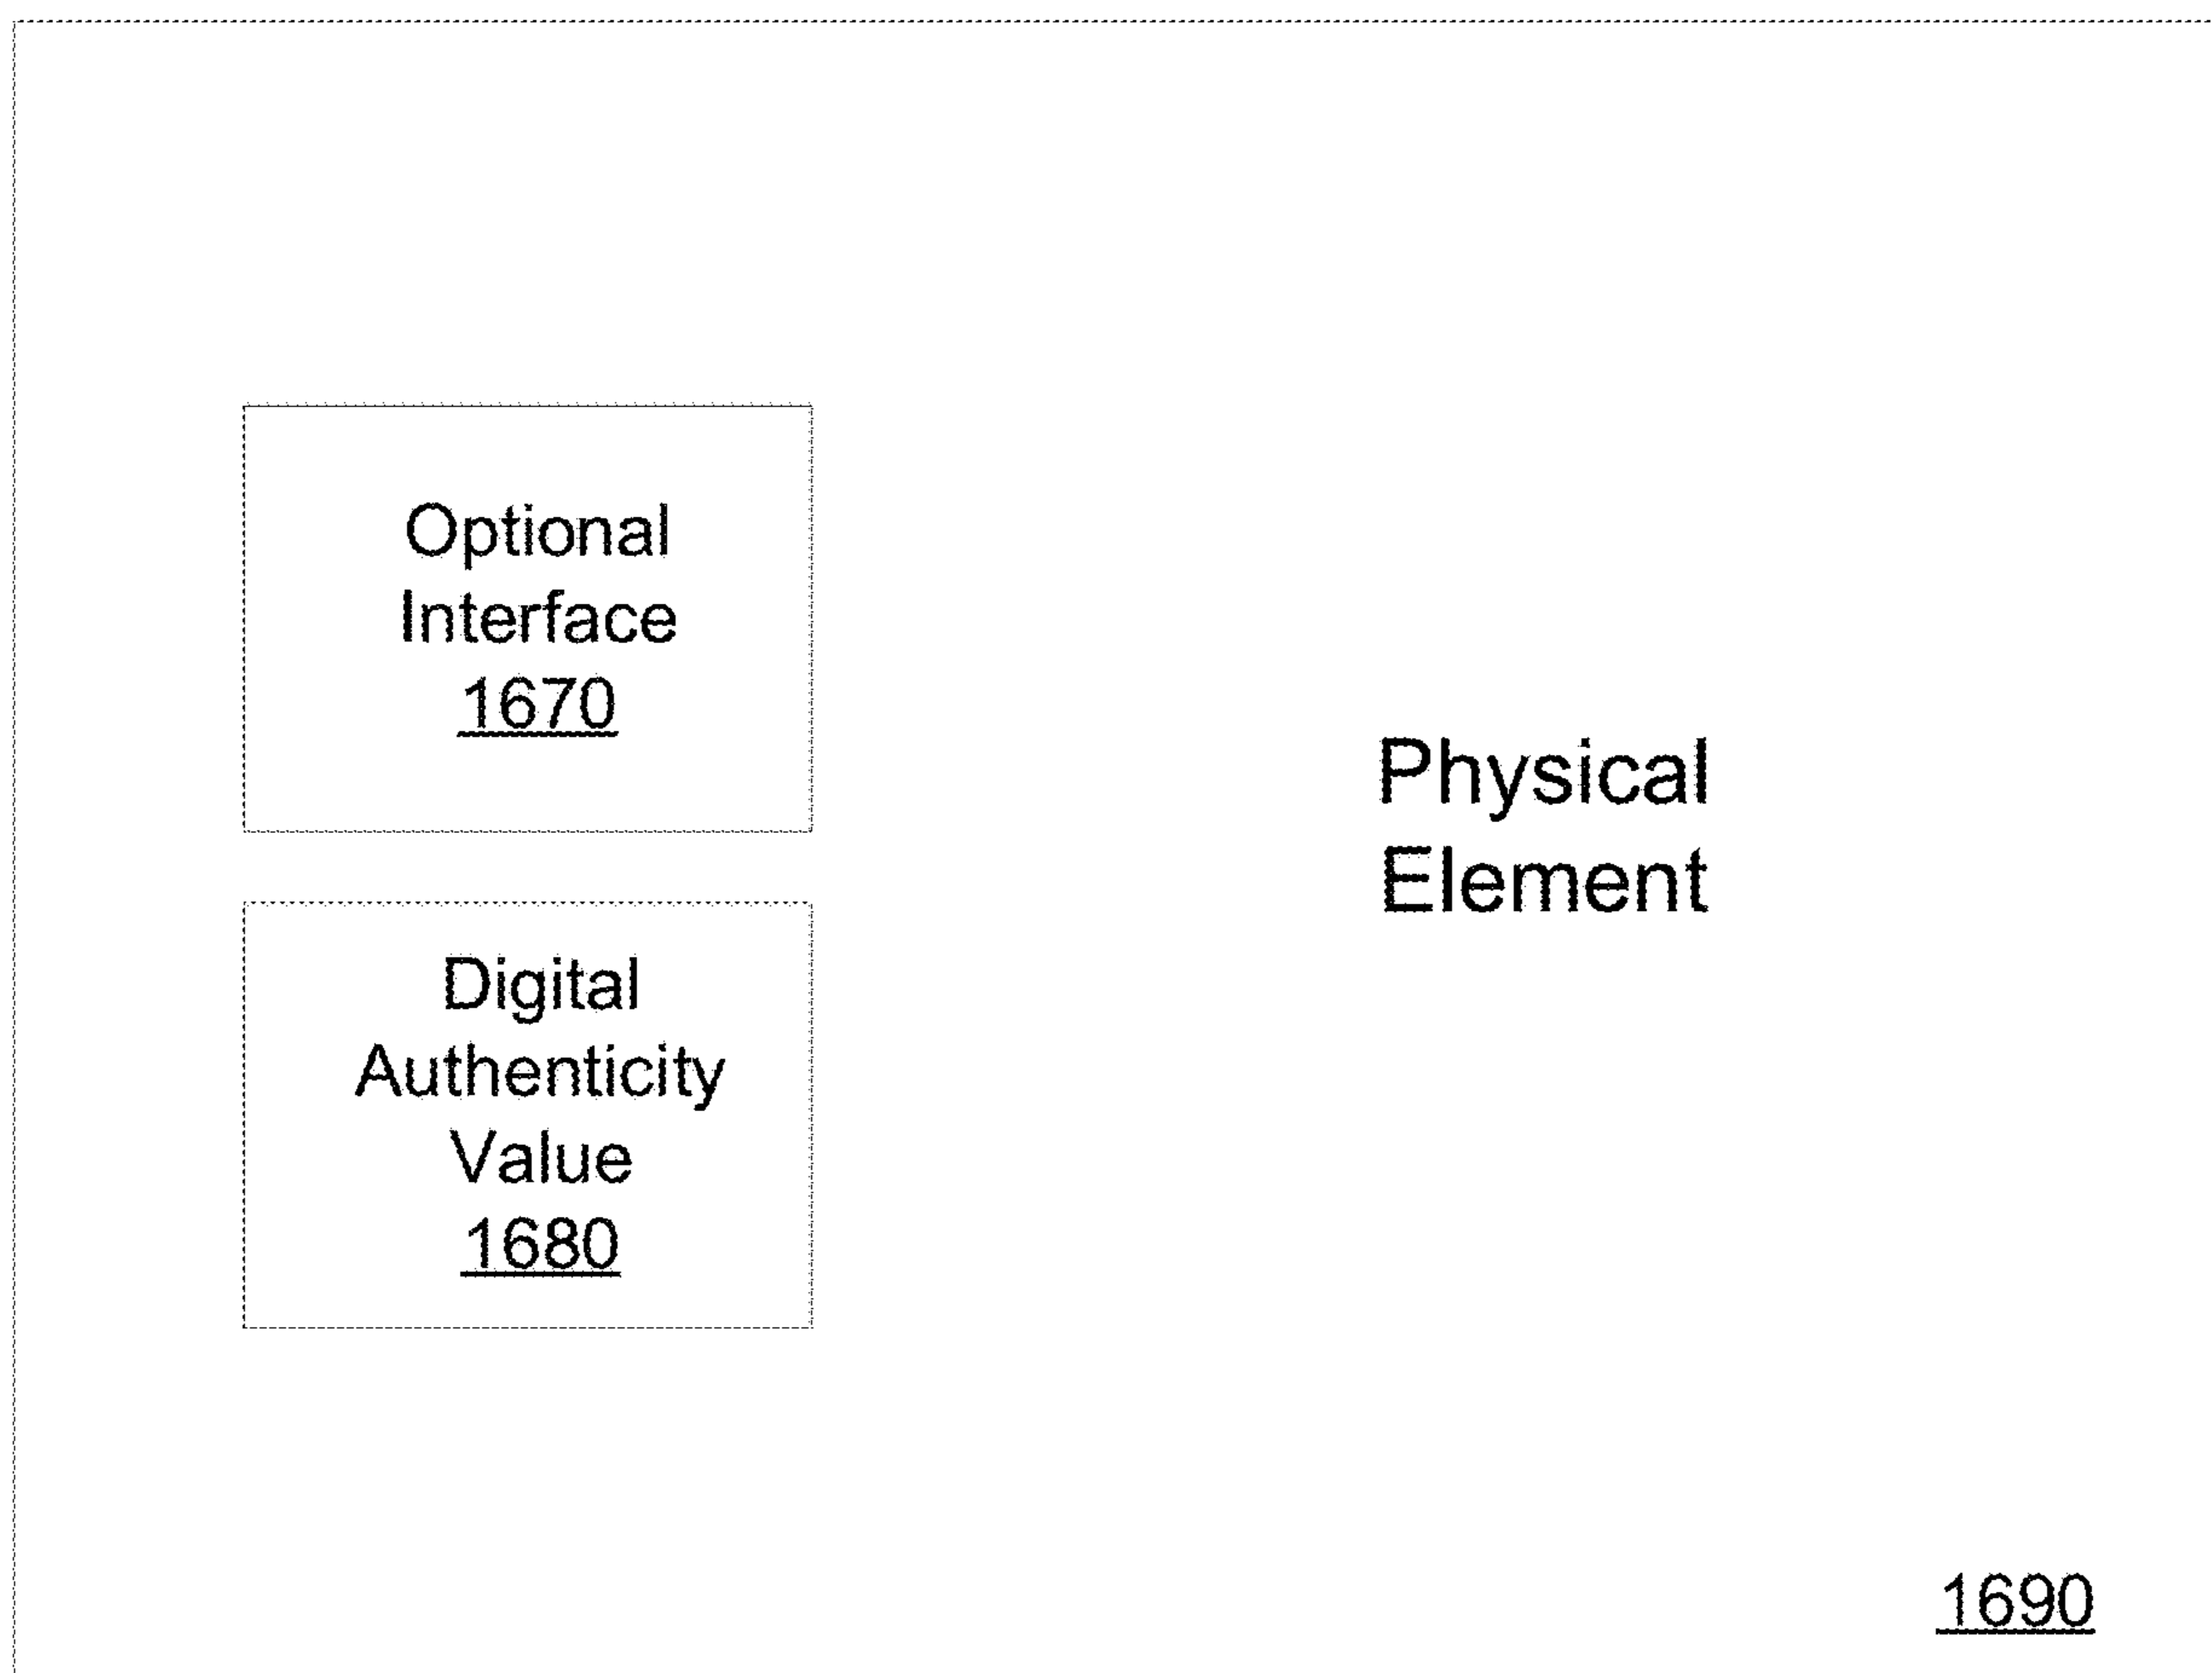 Optional
Interface
1670
Digital
Authenticity
Value
1680
Physical
Element
1690